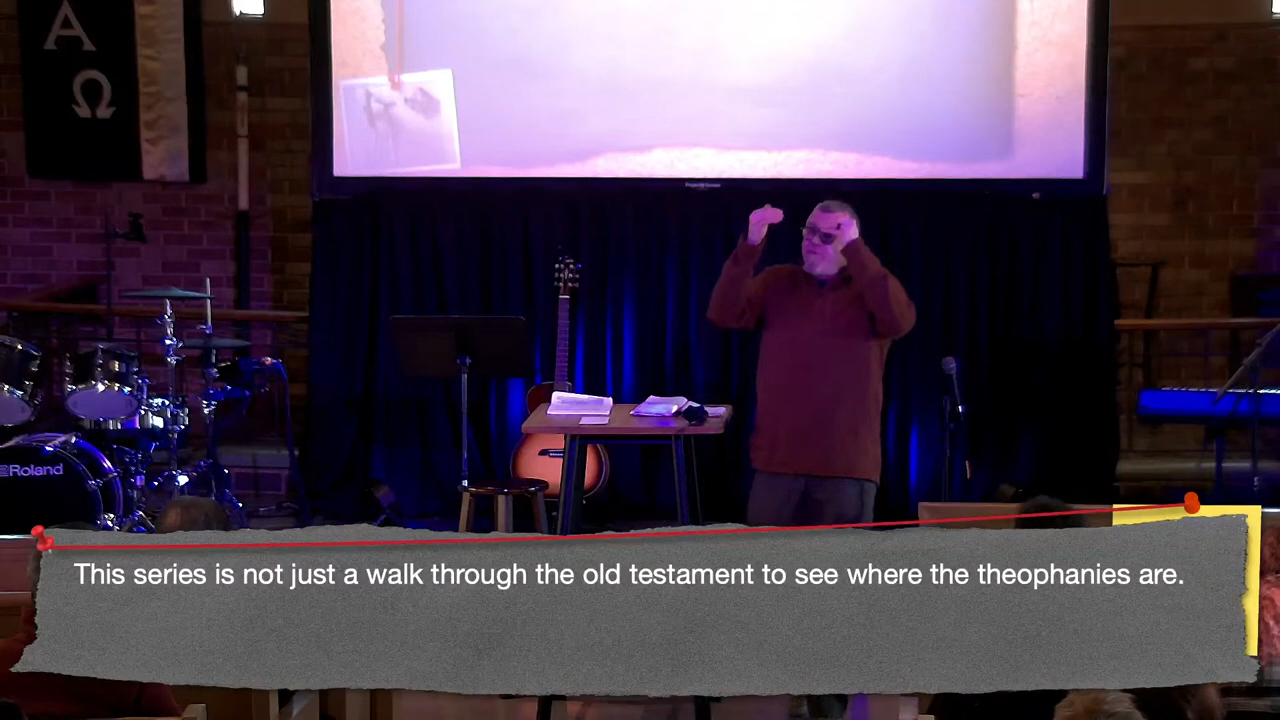 Α
Ω
Roland
This series is not just a walk through the old testament to see where the theophanies are.